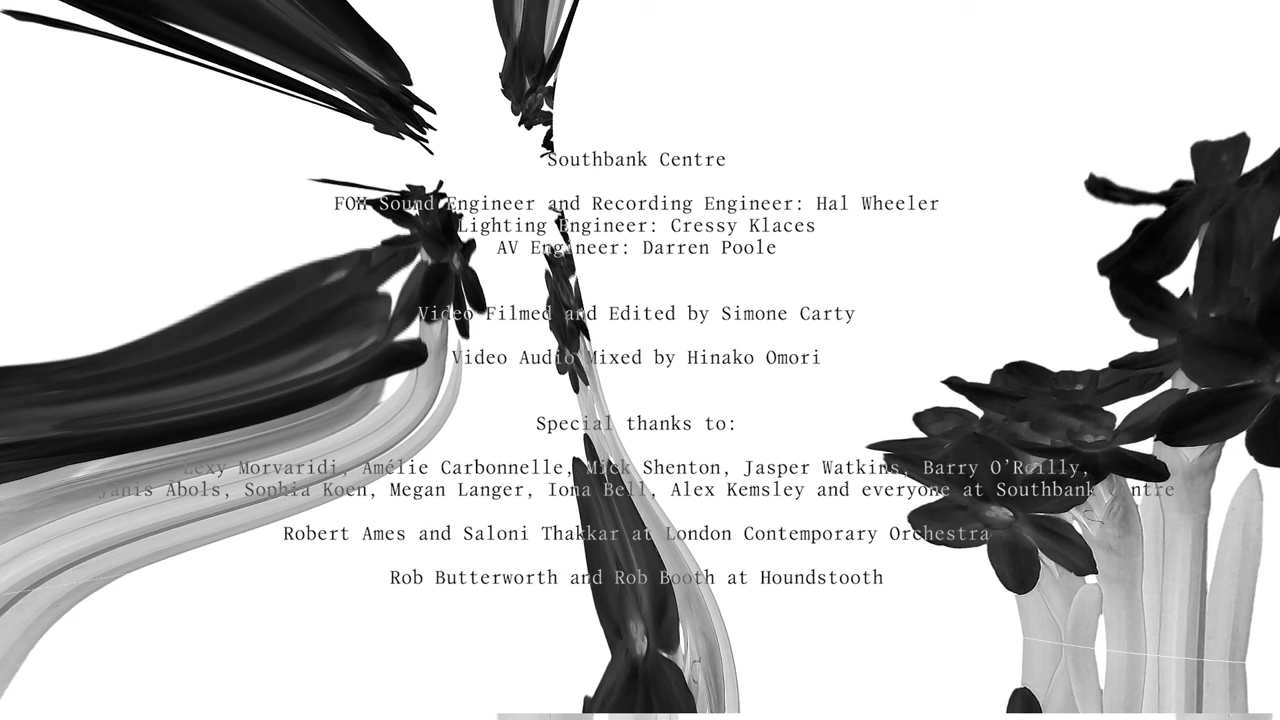 Southbank Centre
FOH Sound Engineer and Recording Engineer: Hal Wheeler
Lighting Engineer: Cressy Klaces
AV Engineer: Darren Poole
Video Filmed and Edited by Simone Carty
Video Audio Mixed by Hinako Omori
Special thanks to:
Lexy Morvaridi, Amélie Carbonnelle, Mick Shenton, Jasper Watkins, Barry O'Reilly,
Janis Abols, Sophia Koen, Megan Langer, Iona Bell, Alex Kemsley and everyone at Southbank Centre
Robert Ames and Saloni Thakkar at London Contemporary Orchestra
Rob Butterworth and Rob Booth at Houndstooth